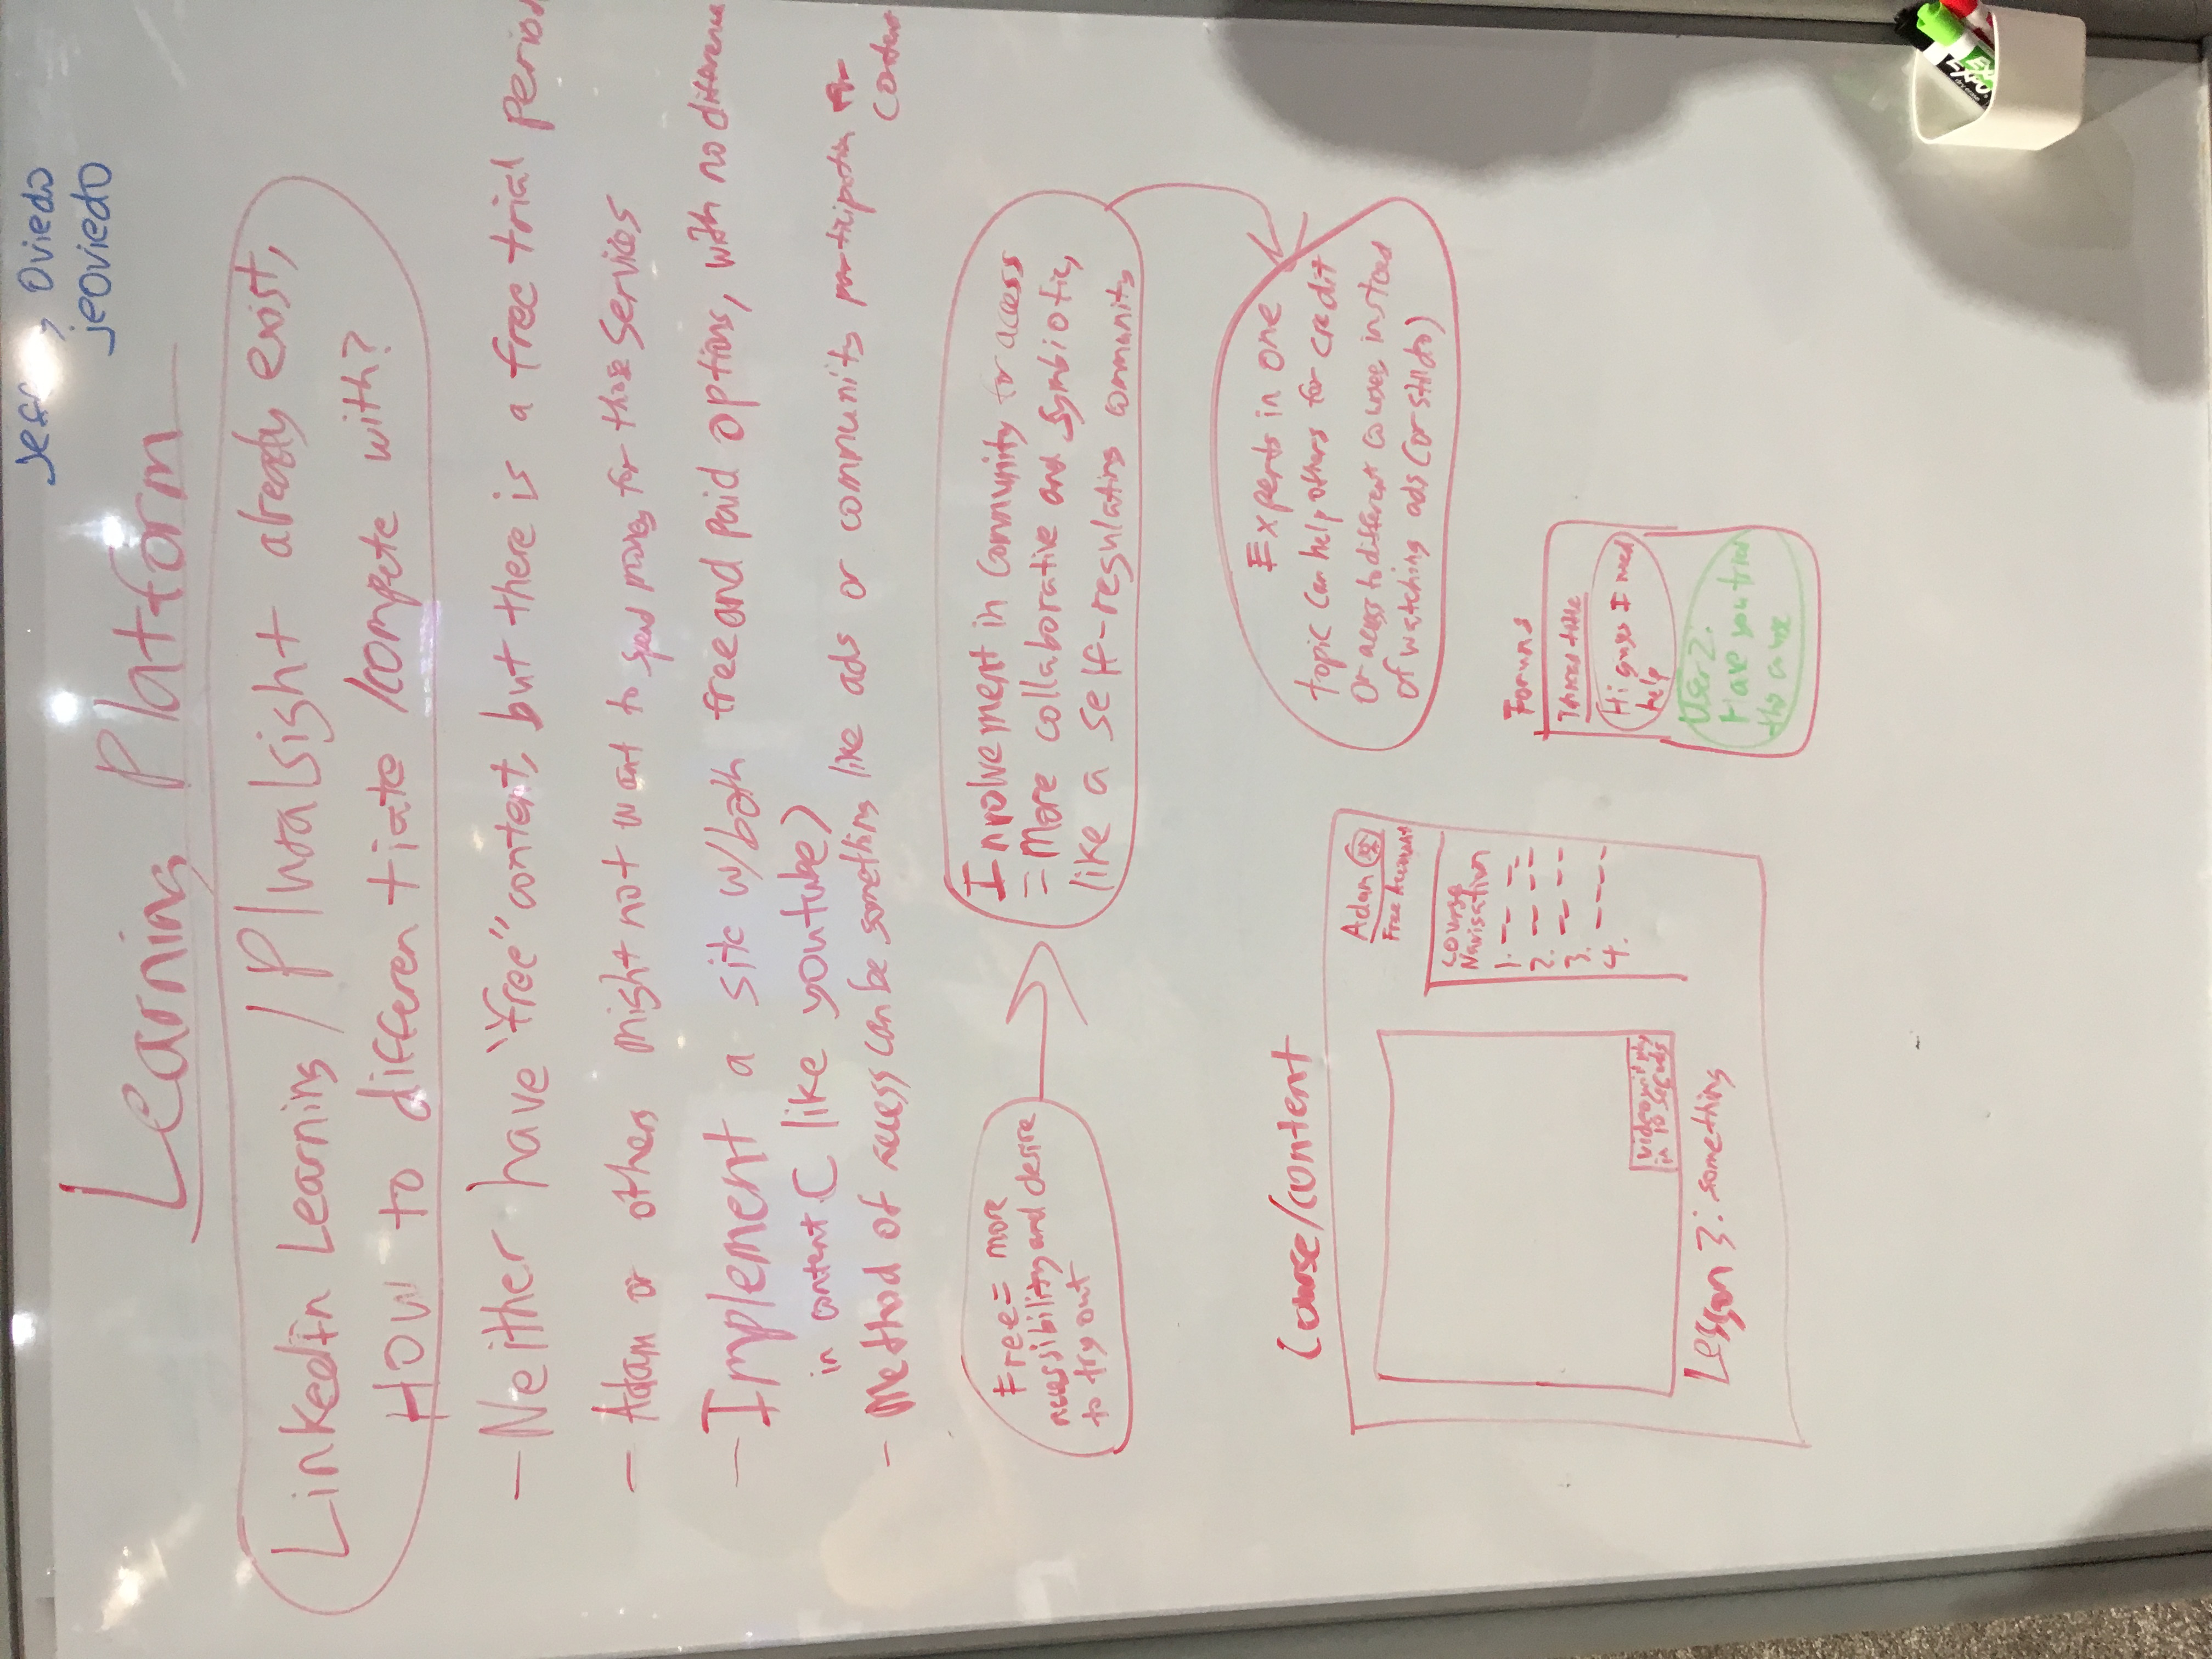 Oviedo
jeoviedo
Learning Platform
LinkedIn Learning / Pluralsight already exist,
How to differentiate /compete with?
- Neither have "free" content, but there is a free trial period
- Adam or others might not want to spend money for those services
- Implement a site w/both free and paid options, with no difference
in content (like youtube)
- Method of access can be something like ads or community participation for
content
Free = more
accessibility and desire
to try out
Involvement in community for access
= More collaborative and symbiotic,
like a self-regulating community
Experts in one
topic can help others for credit
or access to different courses, instead
of watching ads (or still do)
Course/content
Adam
Free Account
Course
Navigation
1.
2.
3.
4.
Video will play
in 10 seconds
Lesson 3: something
Forums
Thread title
Hi guys I need
help
User 2:
Have you tried
the course